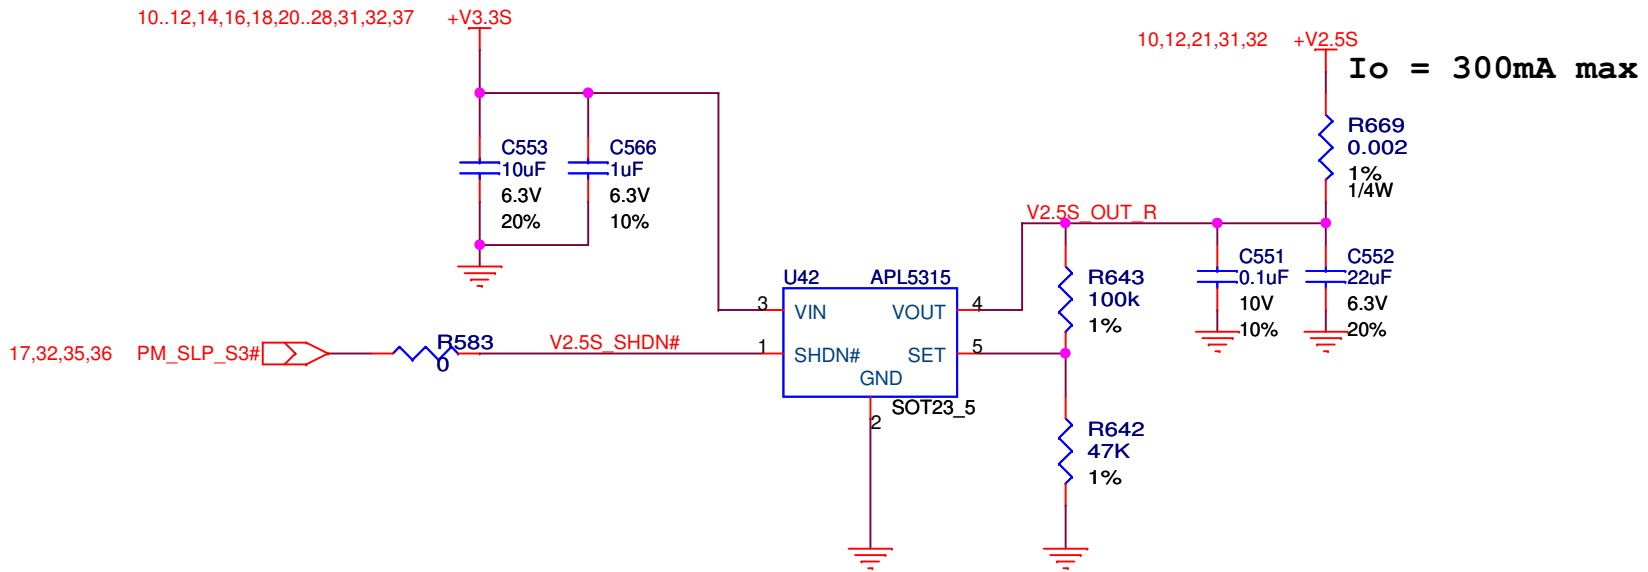 10..12,14,16,18,20..28,31,32,37 +V3.3S
10,12,21,31,32 +V2.5S
Io = 300mA max
C553
10uF
6.3V
20%
C566
1uF
6.3V
10%
R669
0.002
1%
1/4W
V2.5S_OUT_R
C551
0.1uF
10V
10%
C552
22uF
6.3V
20%
U42 APL5315
3 VIN VOUT 4
1 SHDN# SET 5
GND
2
SOT23_5
R643
100k
1%
17,32,35,36 PM_SLP_S3#
R583
0
V2.5S_SHDN#
R642
47K
1%